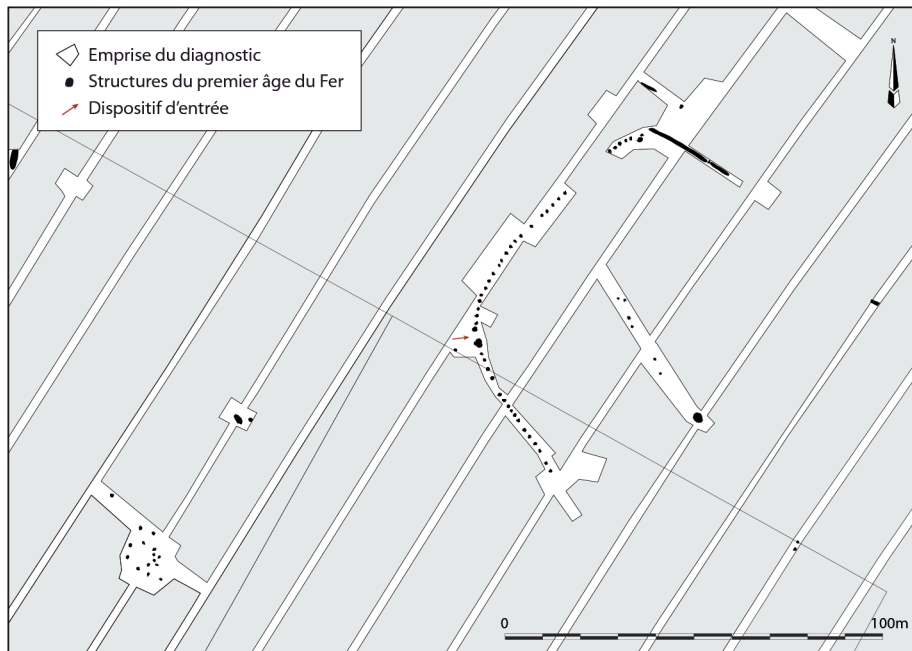 Emprise du diagnostic
Structures du premier âge du Fer
Dispositif d'entrée
N
0
100m